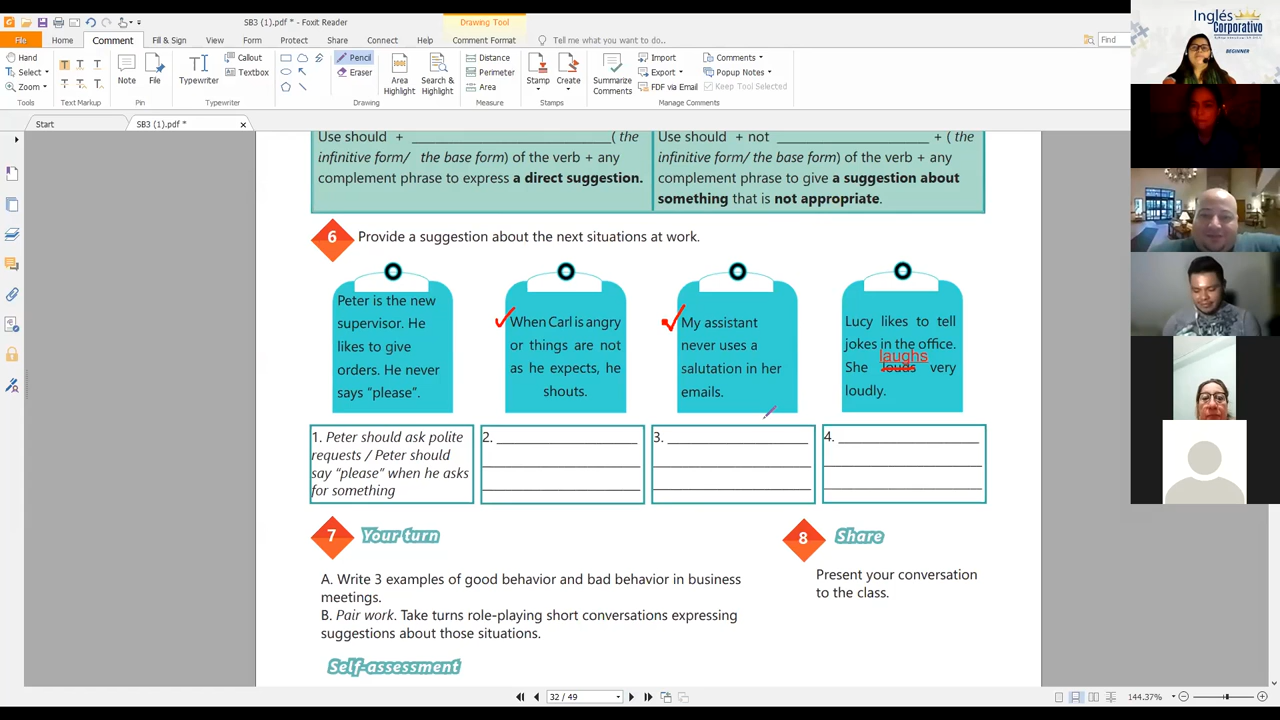 SB3 (1).pdf * - Foxit Reader
Drawing Tool
File Home Comment Fill & Sign View Form Protect Share Connect Help Comment Format Tell me what you want to do... Find
Hand
Select
Zoom
Tools
Text Markup
Note
File
Pin
Typewriter
Callout
Textbox
Typewriter
Pencil
Eraser
Drawing
Area Highlight
Search & Highlight
Distance
Perimeter
Area
Measure
Stamp
Create
Stamps
Summarize Comments
Import
Export
FDF via Email
Comments
Popup Notes
Keep Tool Selected
Manage Comments
Start
SB3 (1).pdf *
Use should + ____________________ ( the
infinitive form/ the base form) of the verb + any
complement phrase to express a direct suggestion.
Use should + not ____________________ + ( the
infinitive form/ the base form) of the verb + any
complement phrase to give a suggestion about
something that is not appropriate.
6 Provide a suggestion about the next situations at work.
Peter is the new
supervisor. He
likes to give
orders. He never
says “please”.
When Carl is angry
or things are not
as he expects, he
shouts.
My assistant
never uses a
salutation in her
emails.
Lucy likes to tell
jokes in the office.
laughs
She louds very
loudly.
1. Peter should ask polite
requests / Peter should
say “please” when he asks
for something
2. ____________________
3. ____________________
4. ____________________
7 Your turn
A. Write 3 examples of good behavior and bad behavior in business
meetings.
B. Pair work. Take turns role-playing short conversations expressing
suggestions about those situations.
8 Share
Present your conversation
to the class.
Self-assessment
32 / 49
144.37%
Inglés
Corporativo
BEGINNER